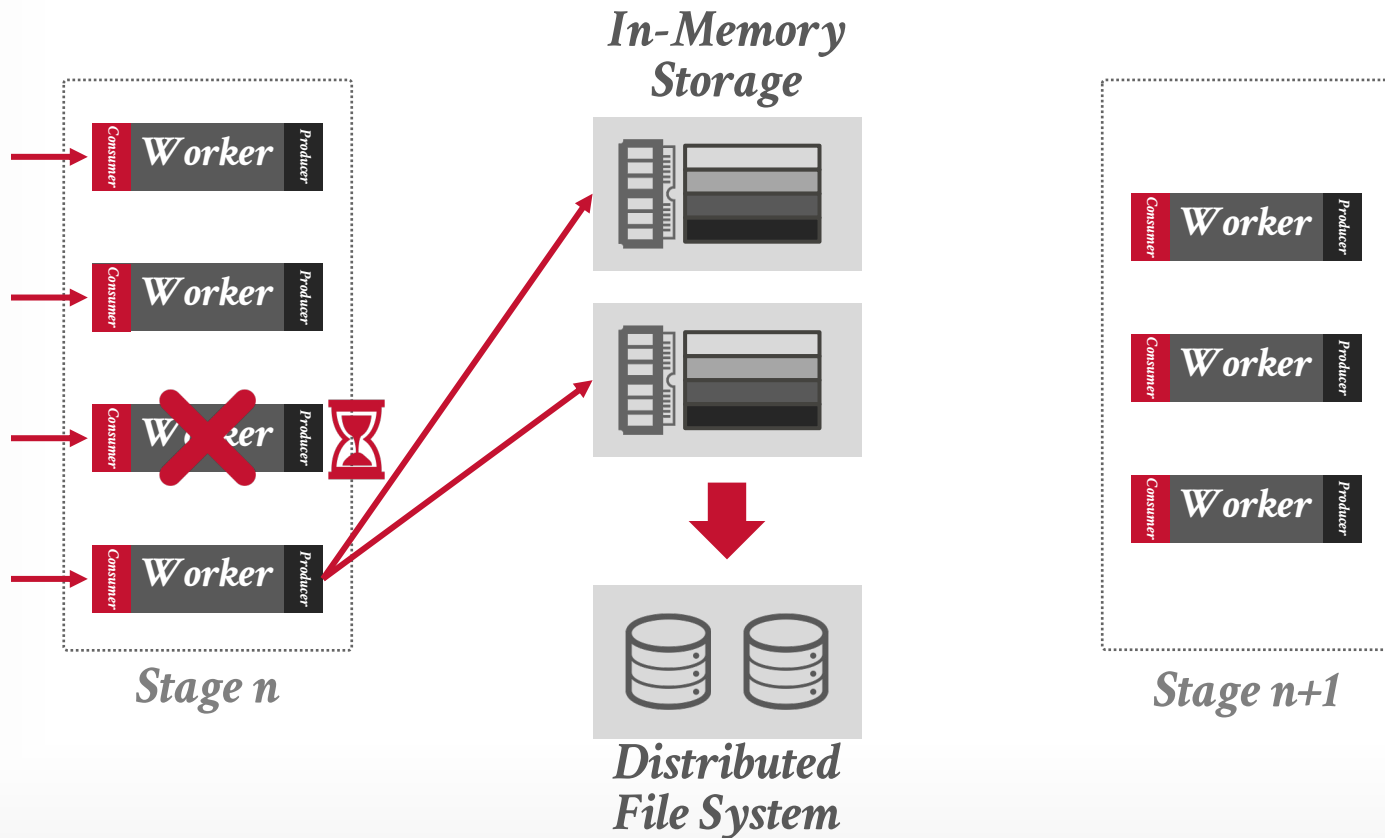 In-Memory
Storage
Consumer
Worker
Producer
Consumer
Worker
Producer
Consumer
Worker
Producer
Consumer
Worker
Producer
Stage n
Distributed
File System
Consumer
Worker
Producer
Consumer
Worker
Producer
Consumer
Worker
Producer
Stage n+1